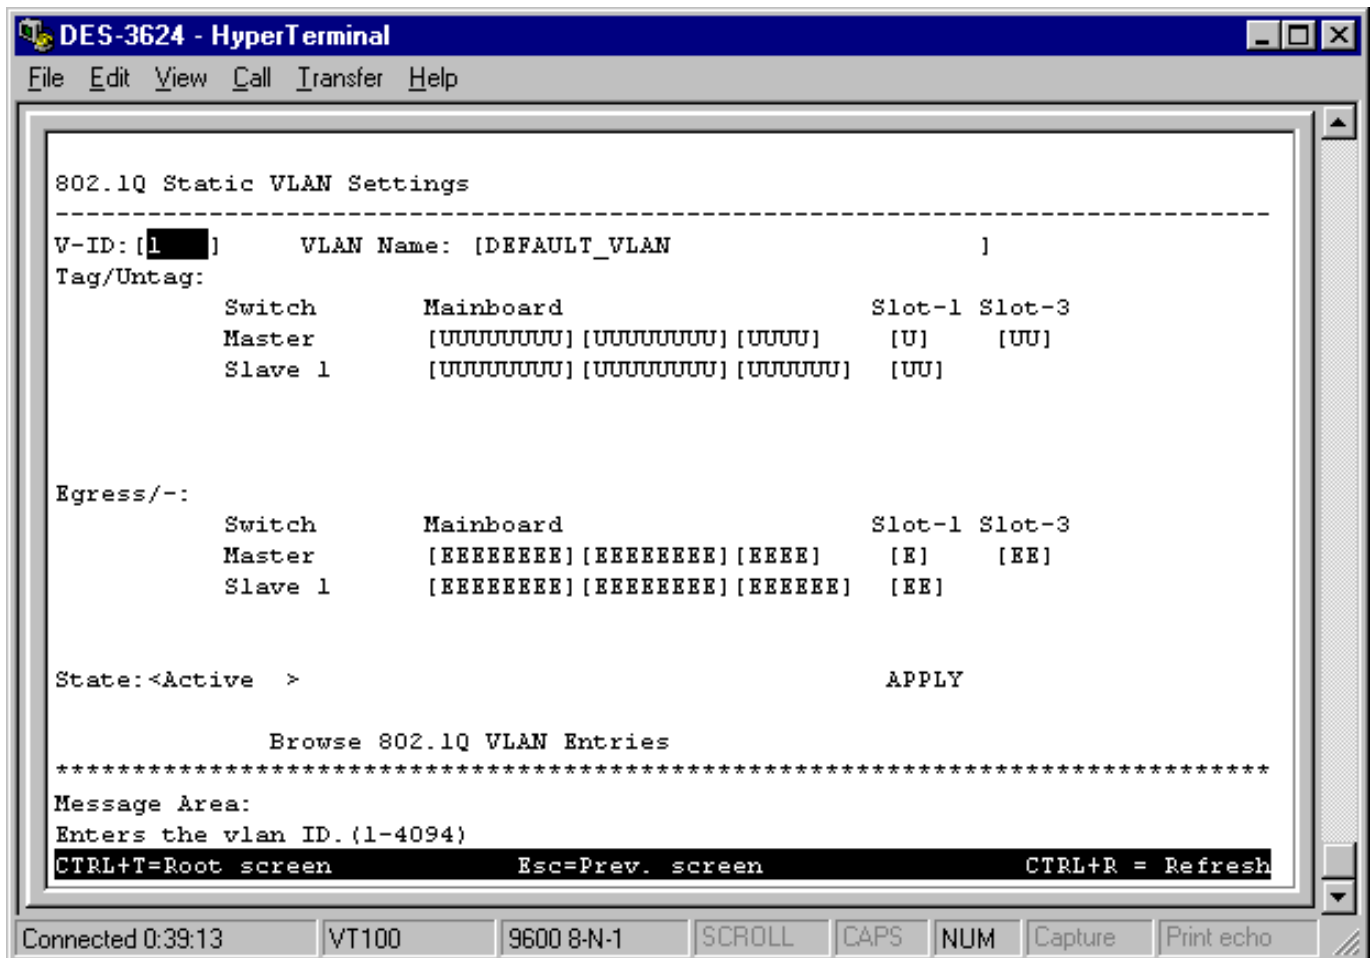 DES-3624 - HyperTerminal
File Edit View Call Transfer Help
802.1Q Static VLAN Settings
-------------------------------------------------------------------------------
V-ID:[1    ]     VLAN Name: [DEFAULT_VLAN                    ]
Tag/Untag:
Switch       Mainboard                    Slot-1 Slot-3
Master       [UUUUUUUU][UUUUUUUU][UUUU]    [U]    [UU]
Slave 1      [UUUUUUUU][UUUUUUUU][UUUUUU]  [UU]
Egress/-:
Switch       Mainboard                    Slot-1 Slot-3
Master       [EEEEEEEE][EEEEEEEE][EEEE]    [E]    [EE]
Slave 1      [EEEEEEEE][EEEEEEEE][EEEEEE]  [EE]
State:<Active  >                                      APPLY
Browse 802.1Q VLAN Entries
*******************************************************************************
Message Area:
Enters the vlan ID.(1-4094)
CTRL+T=Root screen            Esc=Prev. screen                 CTRL+R = Refresh
Connected 0:39:13 VT100 9600 8-N-1 SCROLL CAPS NUM Capture Print echo